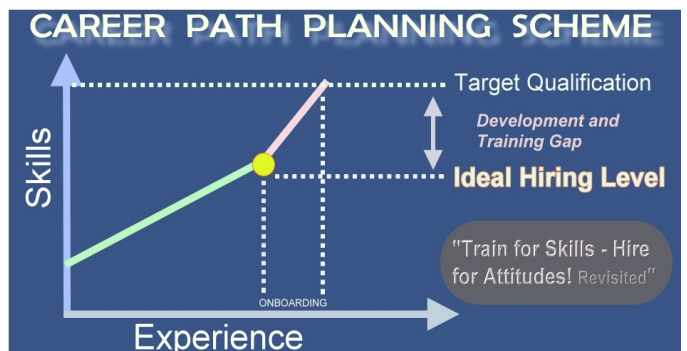 CAREER PATH PLANNING SCHEME
Target Qualification
Development and
Training Gap
Ideal Hiring Level
Skills
"Train for Skills - Hire
for Attitudes! Revisited"
ONBOARDING
Experience